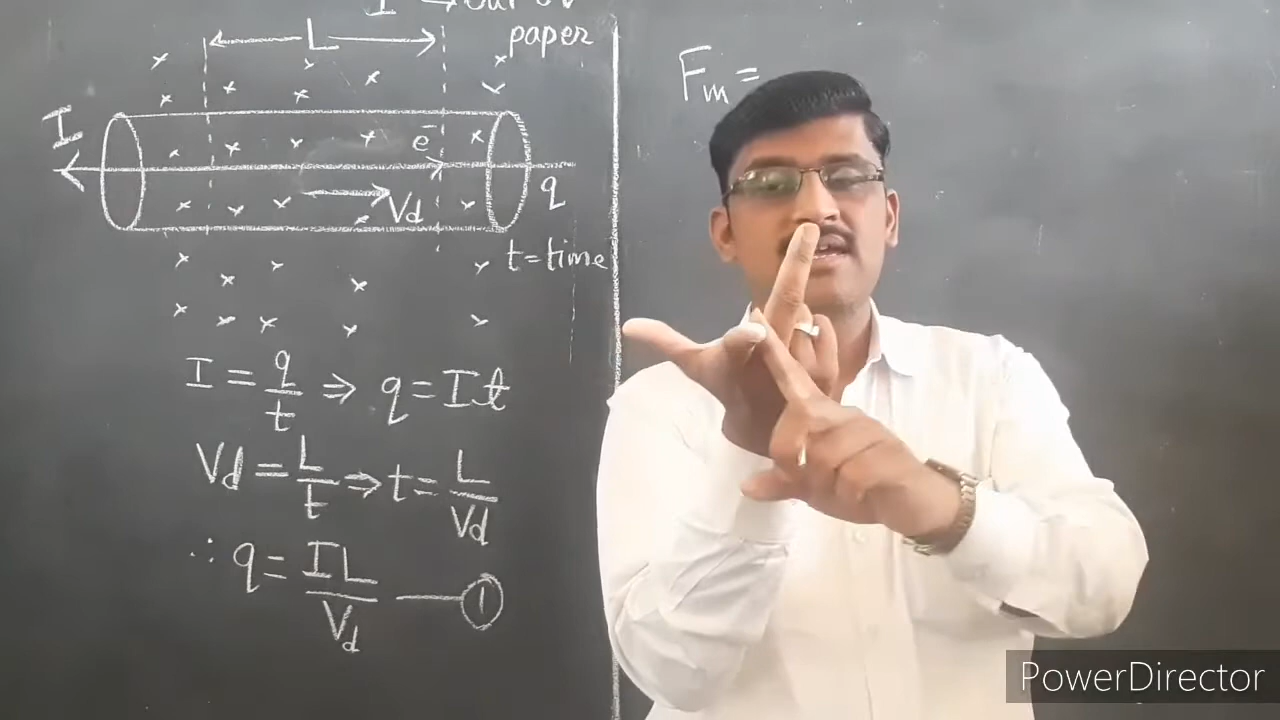 L
paper
I
e⁻
Vd
q
t = time
I = q/t ⇒ q = It
Vd = L/t ⇒ t = L/Vd
∴ q = IL/Vd — ①
Fm =
PowerDirector